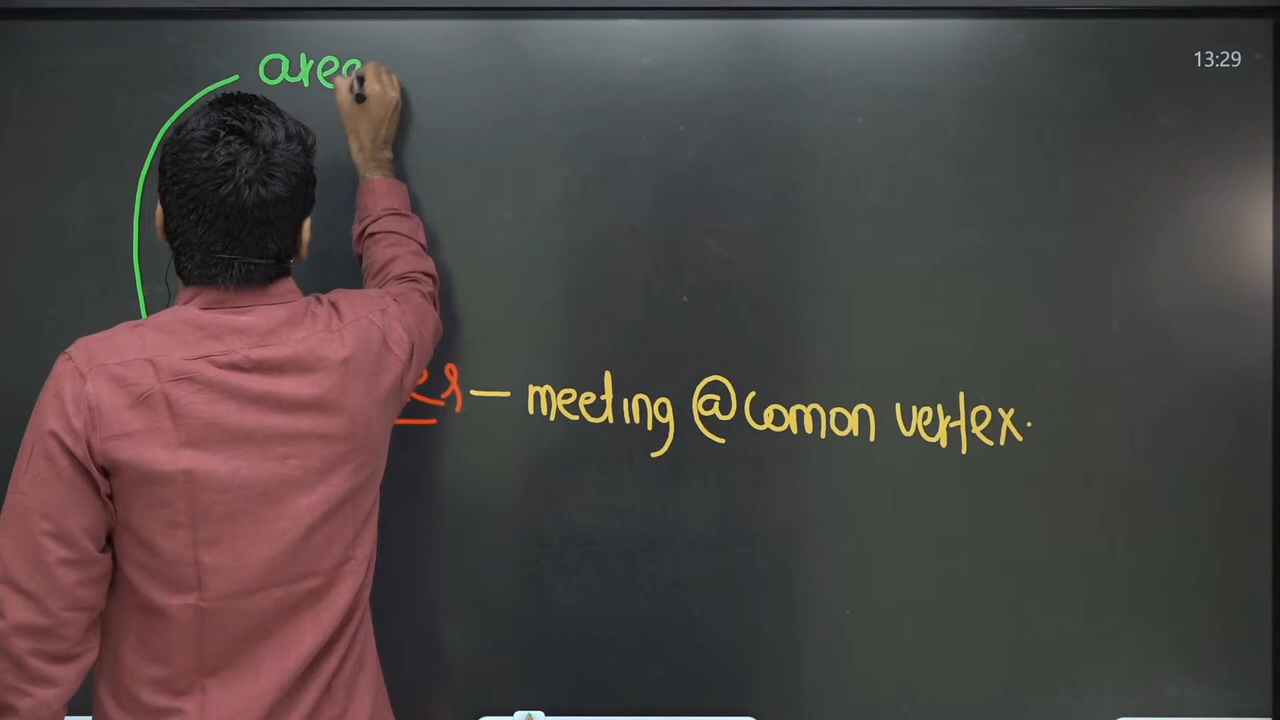 13:29
— meeting @ comon vertex.